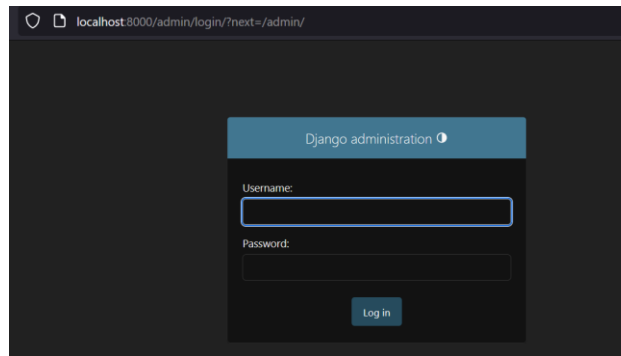 localhost:8000/admin/login/?next=/admin/
Django administration
Username:
Password:
Log in